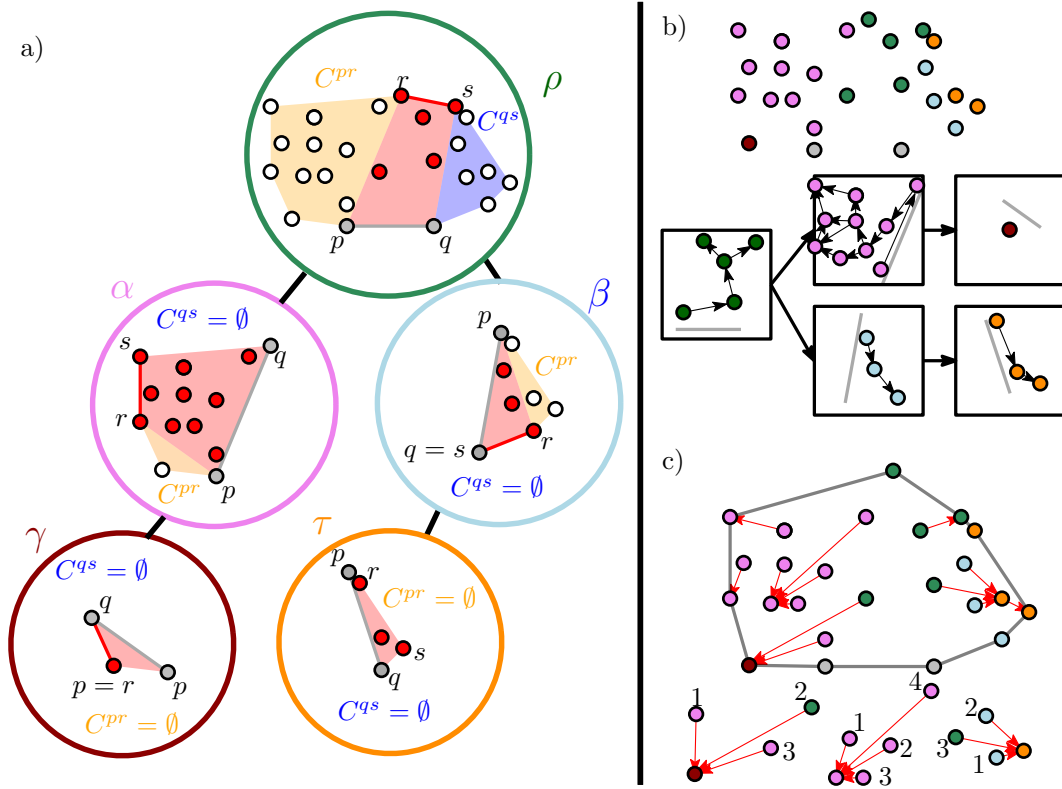 a)
ρ
C^{pr}
r
s
C^{qs}
p
q
α
C^{qs} = ∅
s
q
r
C^{pr}
p
β
p
C^{pr}
q = s
r
C^{qs} = ∅
γ
C^{qs} = ∅
q
p = r
p
C^{pr} = ∅
τ
p
r
C^{pr} = ∅
s
q
C^{qs} = ∅
b)
c)
1
2
3
4
1
2
3
2
3
1